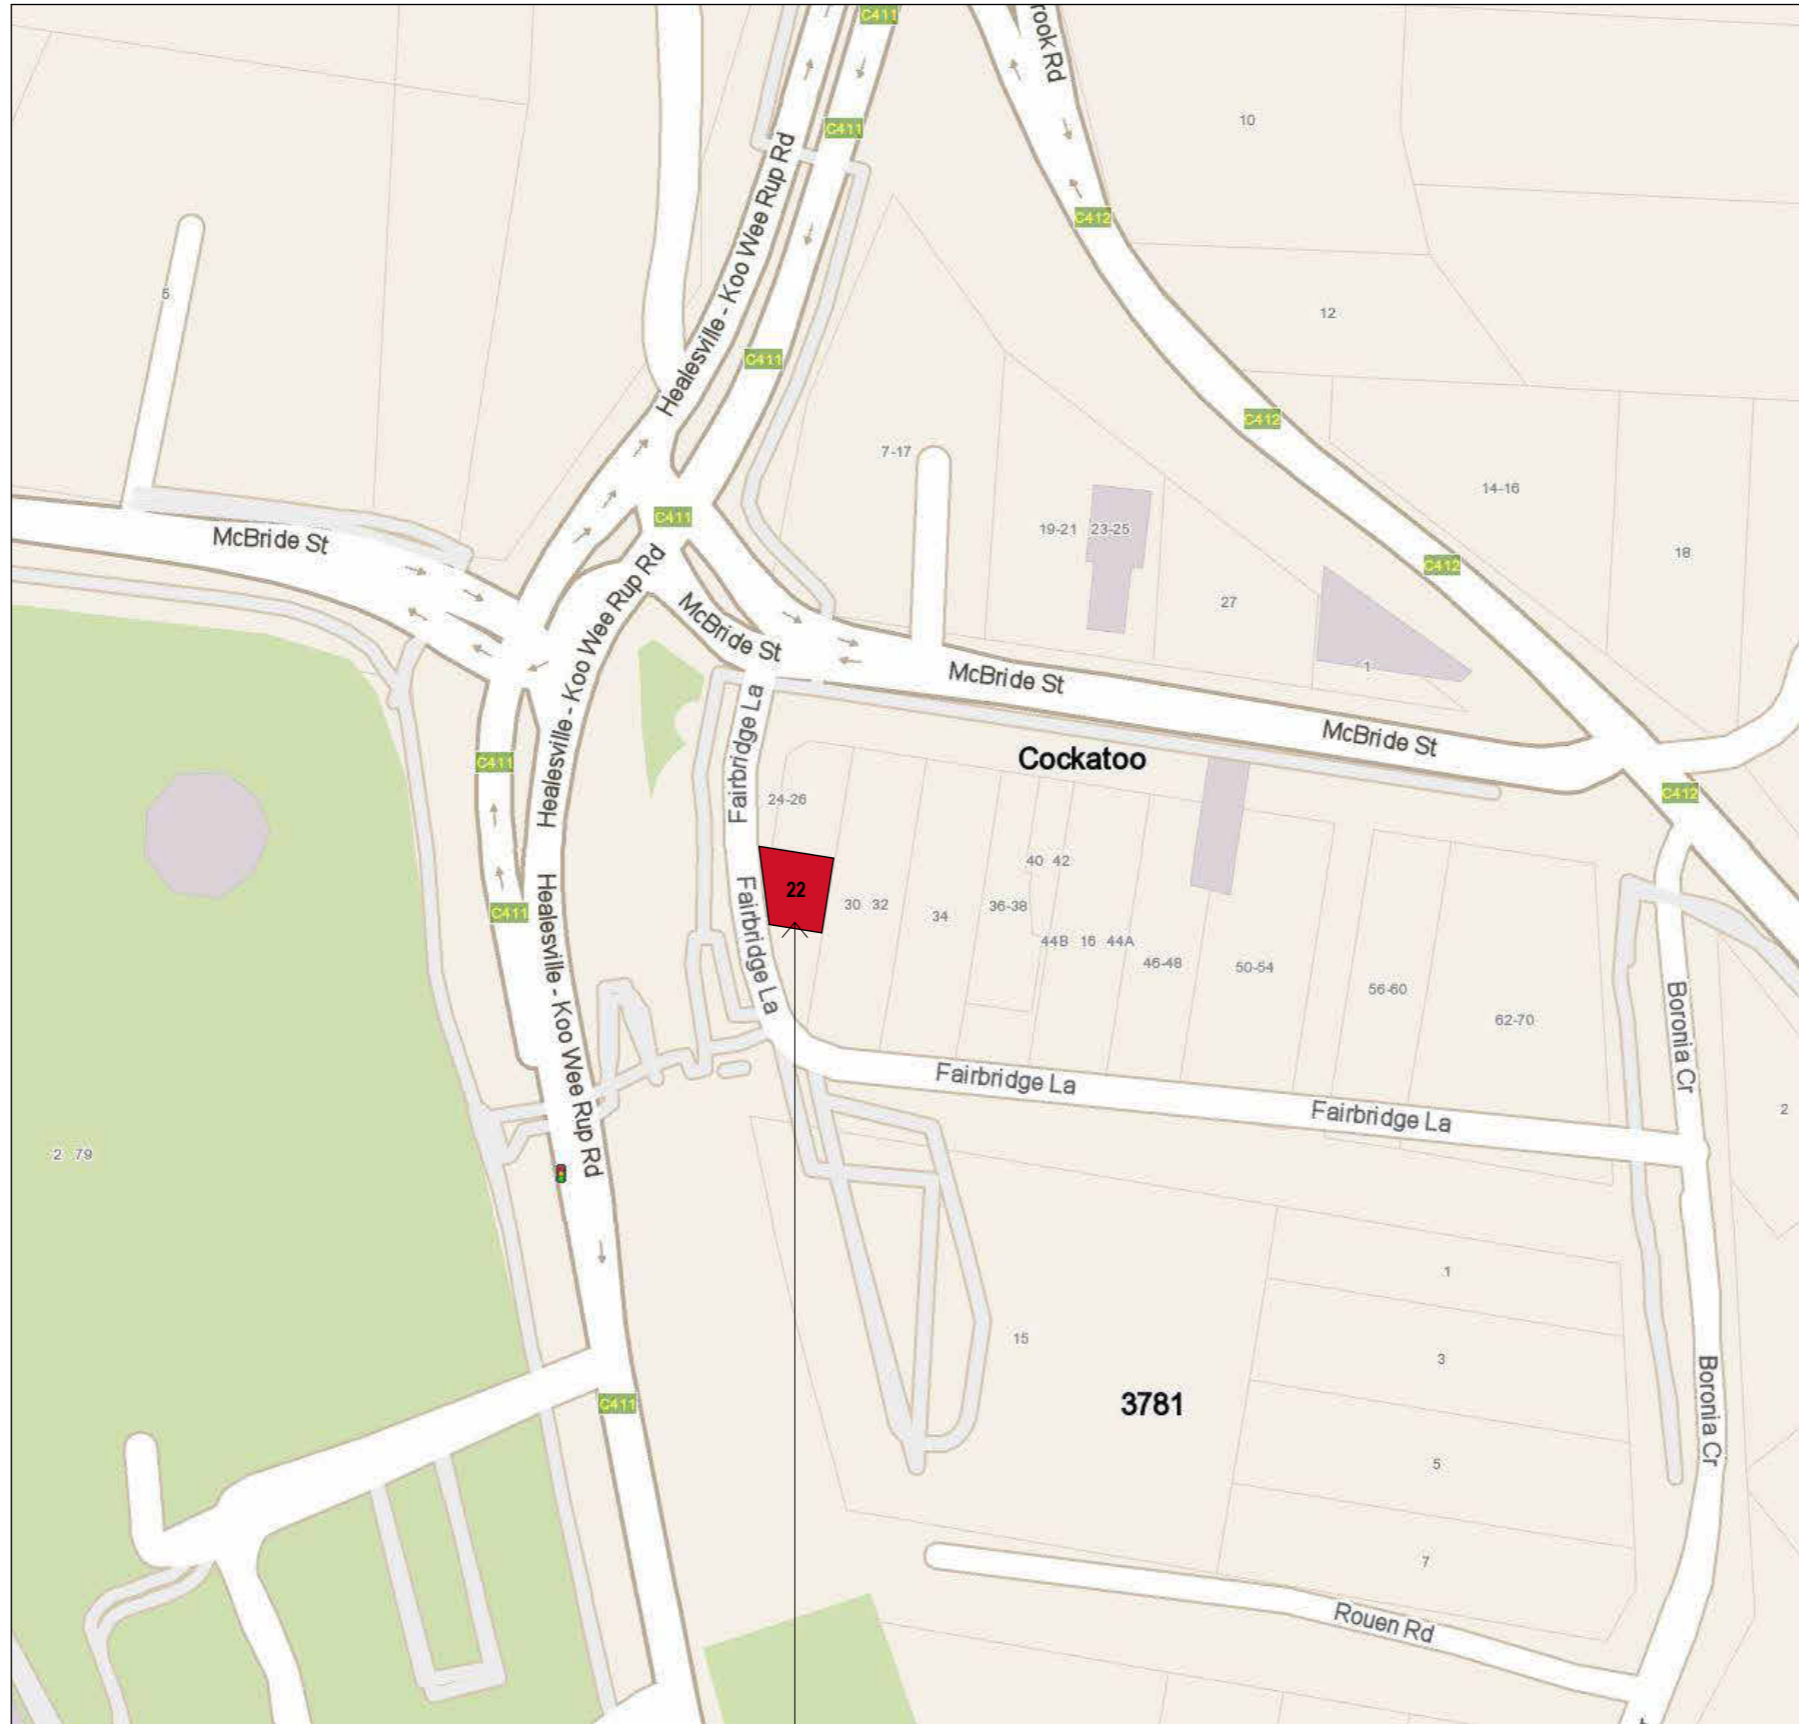 C411
rook Rd
10
C411
Healesville - Koo Wee Rup Rd
C412
6
12
C411
C412
7-17
14-16
C411
19-21 23-25
18
McBride St
C412
27
McBride St
1
McBride St
McBride St
Healesville - Koo Wee Rup Rd
Fairbridge La
Cockatoo
C411
C412
24-26
40 42
22
30 32
34
36-38
C411
Fairbridge La
44B 16 44A
46-48
50-54
56-60
62-70
Healesville - Koo Wee Rup Rd
Boronia Cr
Fairbridge La
Fairbridge La
2
2 79
1
15
3
C411
3781
Boronia Cr
5
7
Rouen Rd